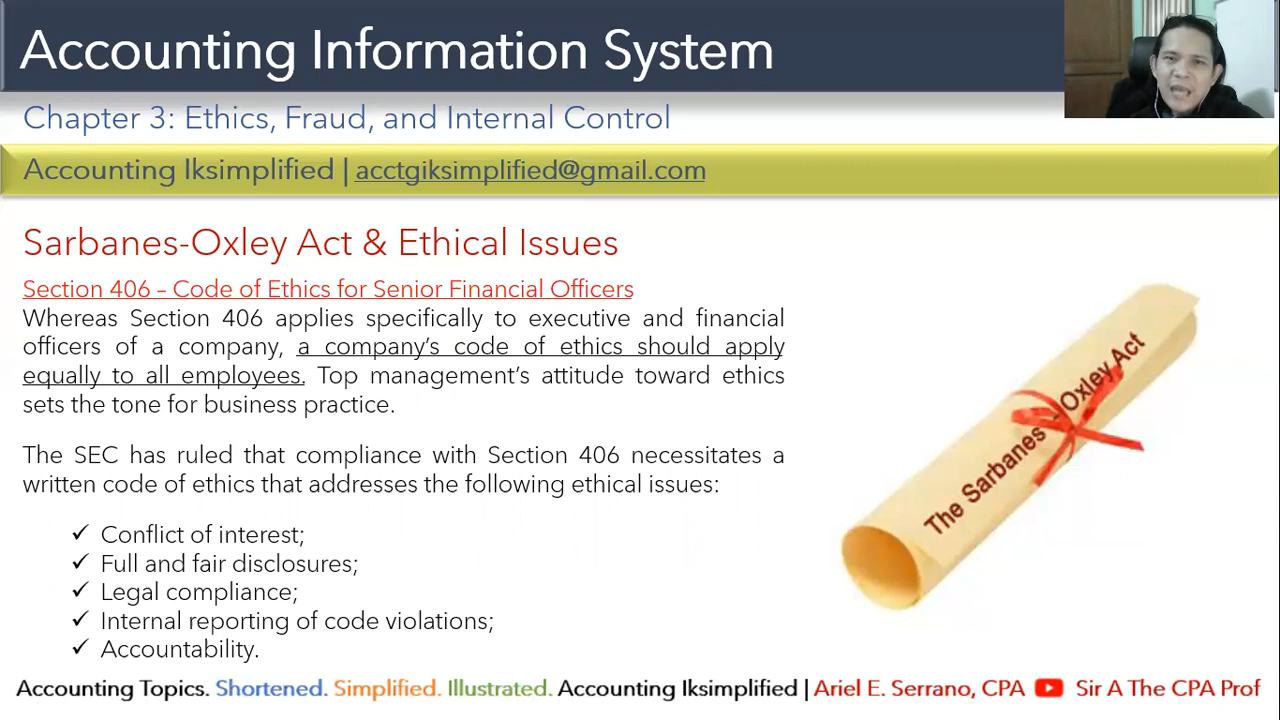 Accounting Information System
Chapter 3: Ethics, Fraud, and Internal Control
Accounting Iksimplified | acctgiksimplified@gmail.com
Sarbanes-Oxley Act & Ethical Issues
Section 406 – Code of Ethics for Senior Financial Officers
Whereas Section 406 applies specifically to executive and financial
officers of a company, a company's code of ethics should apply
equally to all employees. Top management's attitude toward ethics
sets the tone for business practice.
The SEC has ruled that compliance with Section 406 necessitates a
written code of ethics that addresses the following ethical issues:
✓ Conflict of interest;
✓ Full and fair disclosures;
✓ Legal compliance;
✓ Internal reporting of code violations;
✓ Accountability.
The Sarbanes - Oxley Act
Accounting Topics. Shortened. Simplified. Illustrated. Accounting Iksimplified | Ariel E. Serrano, CPA Sir A The CPA Prof